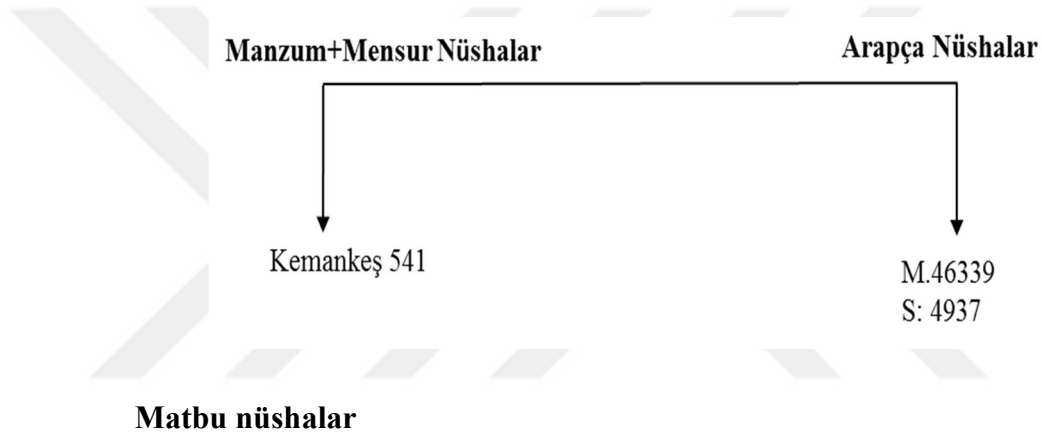 Manzum+Mensur Nüshalar
Arapça Nüshalar
Kemankeş 541
M.46339
S: 4937
Matbu nüshalar